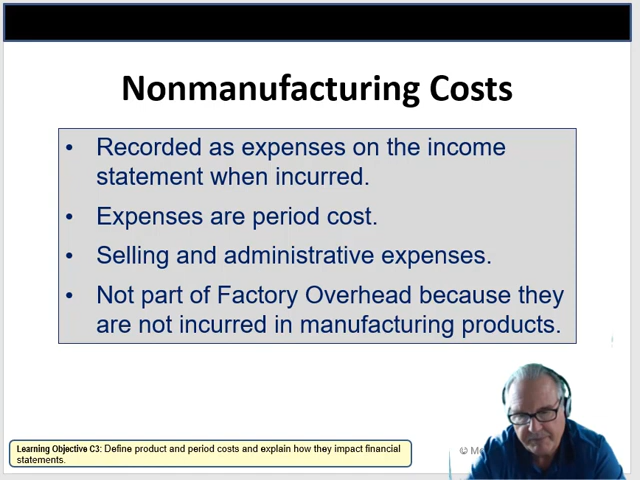 Nonmanufacturing Costs
• Recorded as expenses on the income
statement when incurred.
• Expenses are period cost.
• Selling and administrative expenses.
• Not part of Factory Overhead because they
are not incurred in manufacturing products.
Learning Objective C3: Define product and period costs and explain how they impact financial
statements.
©